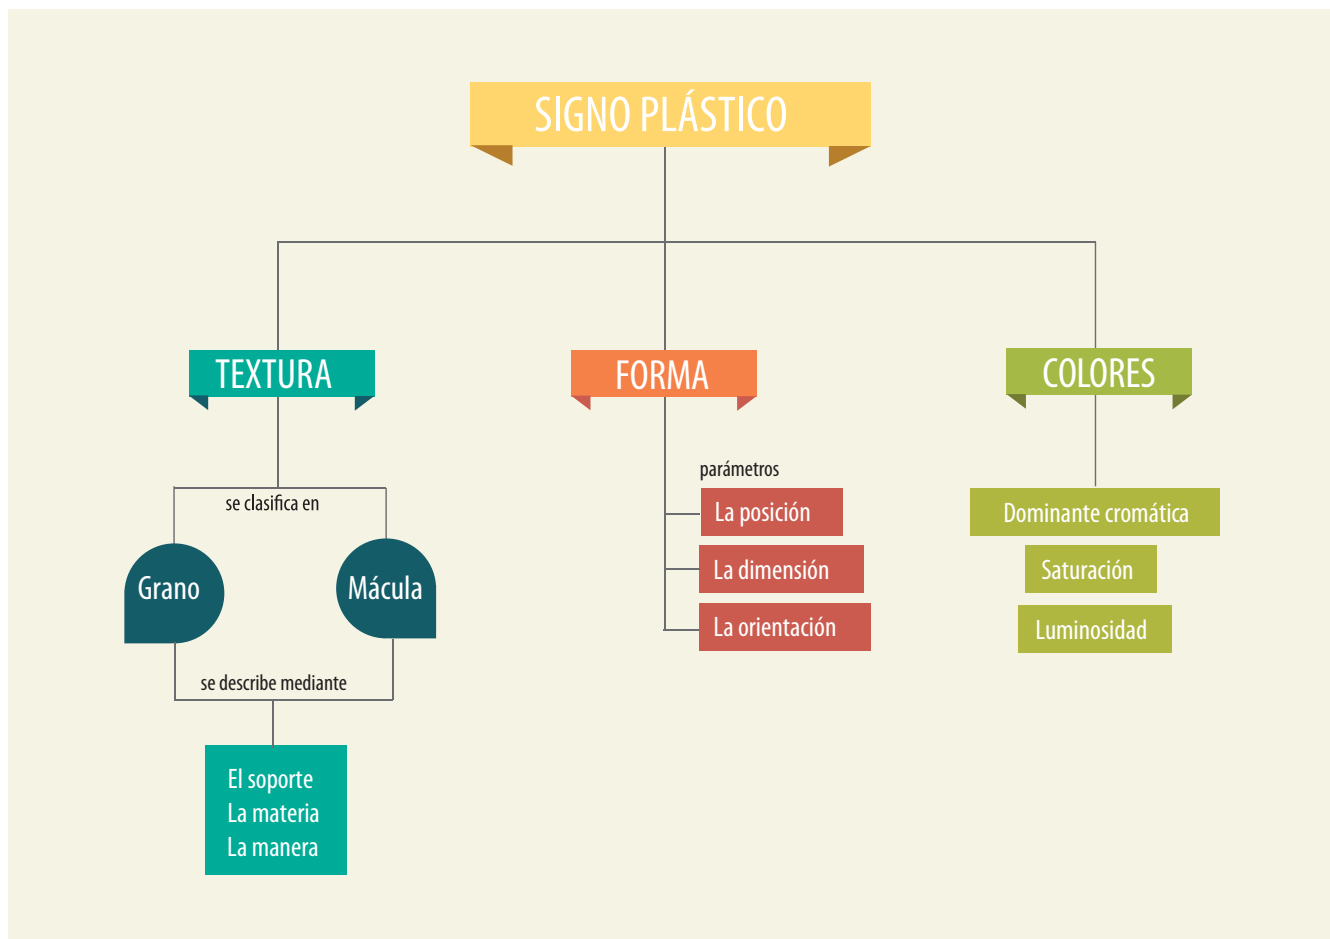 SIGNO PLÁSTICO
TEXTURA
FORMA
COLORES
se clasifica en
Grano
Mácula
se describe mediante
El soporte
La materia
La manera
parámetros
La posición
La dimensión
La orientación
Dominante cromática
Saturación
Luminosidad